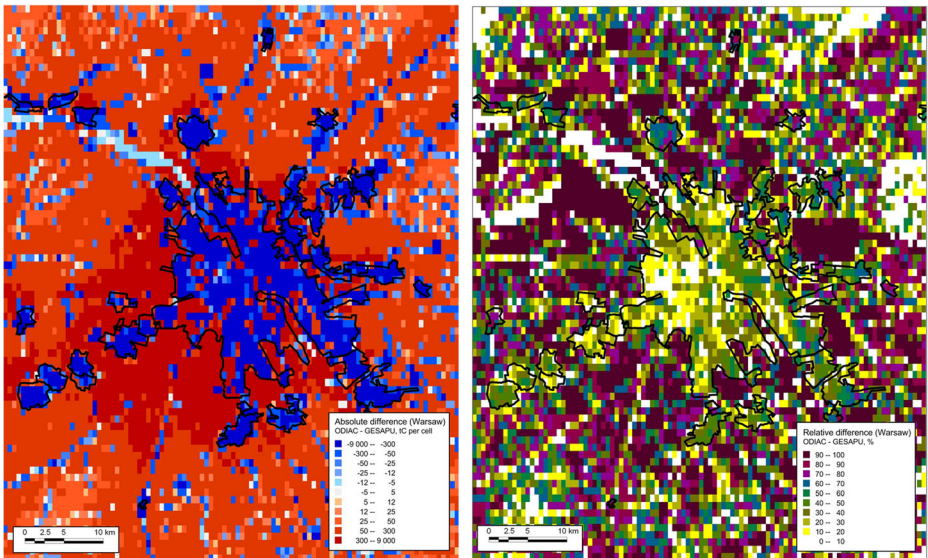 Absolute difference (Warsaw)
ODIAC - GESAPU, tC per cell
-9 000 -- -300
-300 -- -50
-50 -- -25
-25 -- -12
-12 -- -5
-5 -- 5
5 -- 12
12 -- 25
25 -- 50
50 -- 300
300 -- 9 000
0 2.5 5 10 km
Relative difference (Warsaw)
ODIAC - GESAPU, %
90 -- 100
80 -- 90
70 -- 80
60 -- 70
50 -- 60
40 -- 50
30 -- 40
20 -- 30
10 -- 20
0 -- 10
0 2.5 5 10 km